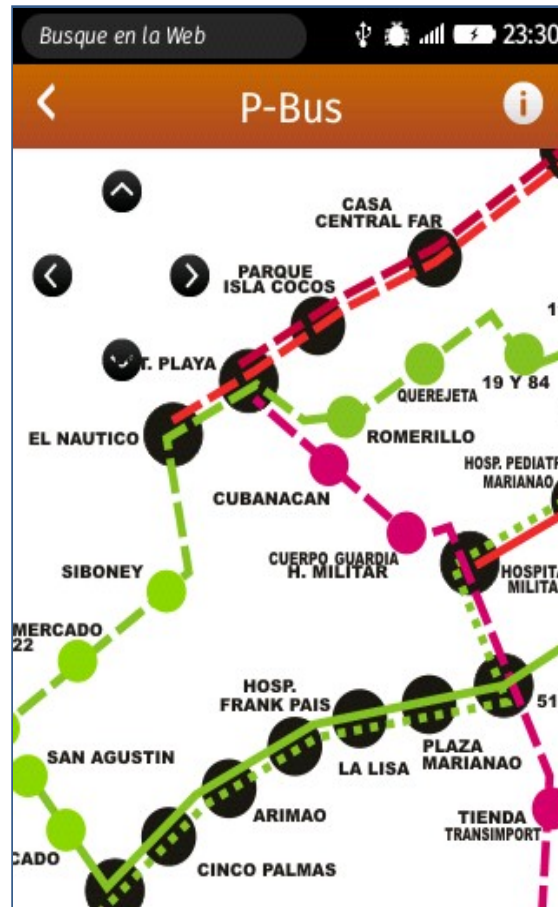 Busque en la Web
23:30
P-Bus
i
CASA
CENTRAL FAR
PARQUE
ISLA COCOS
1
T. PLAYA
QUEREJETA
19 Y 84
EL NAUTICO
ROMERILLO
HOSP. PEDIATR
MARIANAO
CUBANACAN
CUERPO GUARDIA
H. MILITAR
SIBONEY
HOSPITA
MILITA
MERCADO
22
HOSP.
FRANK PAIS
51
PLAZA
MARIANAO
SAN AGUSTIN
LA LISA
ARIMAO
TIENDA
TRANSIMPORT
CADO
CINCO PALMAS